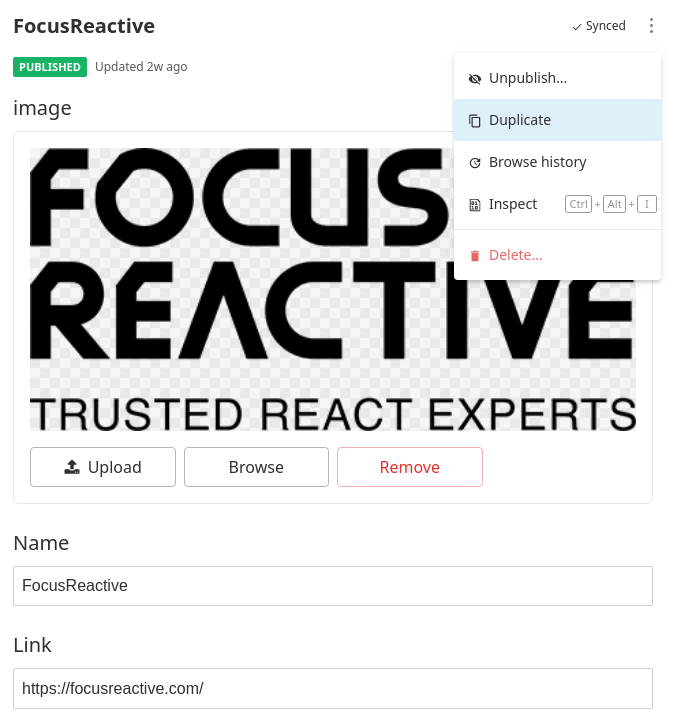 FocusReactive
Synced
PUBLISHED Updated 2w ago
Unpublish...
Duplicate
Browse history
Inspect Ctrl + Alt + I
Delete...
image
FOCUS
REACTIVE
TRUSTED REACT EXPERTS
Upload Browse Remove
Name
FocusReactive
Link
https://focusreactive.com/